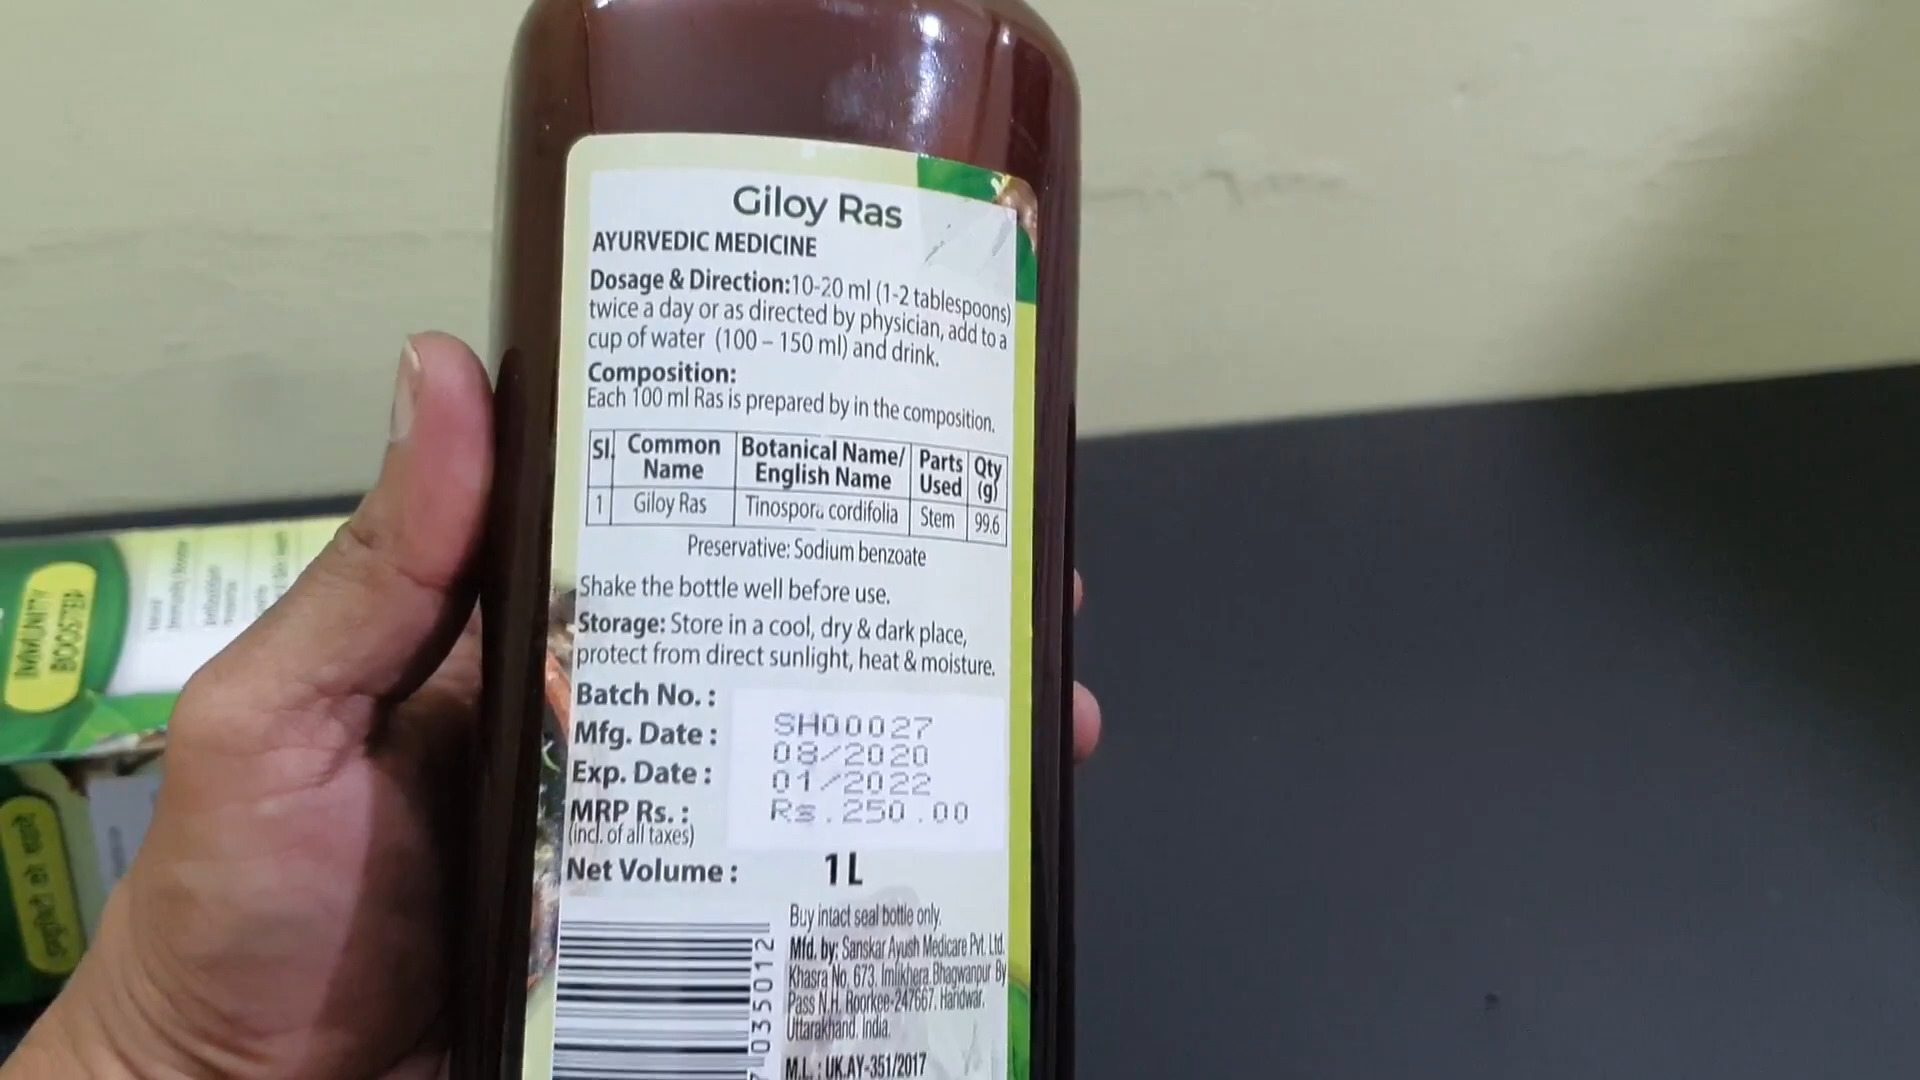 Giloy Ras
AYURVEDIC MEDICINE
Dosage & Direction:10-20 ml (1-2 tablespoons)
twice a day or as directed by physician, add to a
cup of water (100 – 150 ml) and drink.
Composition:
Each 100 ml Ras is prepared by in the composition.
Sl. Common Name Botanical Name/ English Name Parts Used Qty (g)
1 Giloy Ras Tinospora cordifolia Stem 99.6
Preservative: Sodium benzoate
Shake the bottle well before use.
Storage: Store in a cool, dry & dark place,
protect from direct sunlight, heat & moisture.
Batch No. : SH00027
Mfg. Date : 08/2020
Exp. Date : 01/2022
MRP Rs. : Rs.250.00
(incl. of all taxes)
Net Volume : 1 L
Buy intact seal bottle only.
Mfd. by: Sanskar Ayush Medicare Pvt. Ltd.
Khasra No. 673, Imlikhera Bhagwanpur By
Pass N.H. Roorkee-247667. Haridwar.
Uttarakhand. India.
M.L. : UK.AY-351/2017
035012
IMMUNITY
BOOSTER